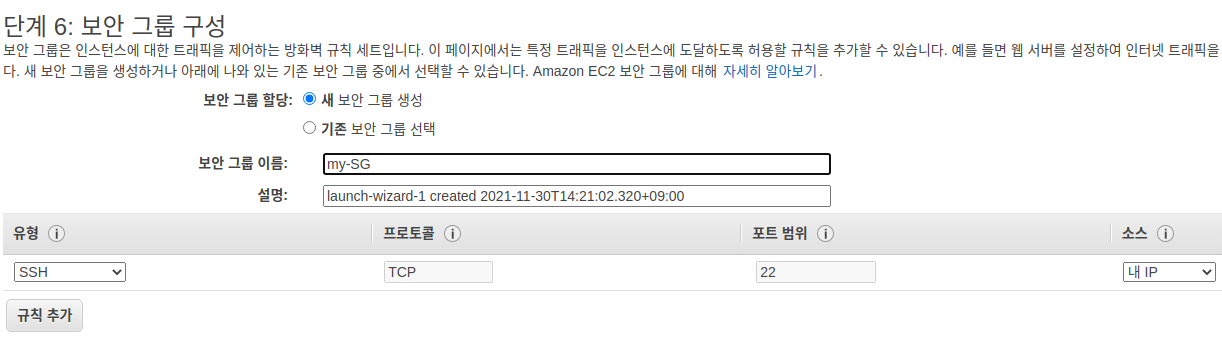 단계 6: 보안 그룹 구성
보안 그룹은 인스턴스에 대한 트래픽을 제어하는 방화벽 규칙 세트입니다. 이 페이지에서는 특정 트래픽을 인스턴스에 도달하도록 허용할 규칙을 추가할 수 있습니다. 예를 들면 웹 서버를 설정하여 인터넷 트래픽을
다. 새 보안 그룹을 생성하거나 아래에 나와 있는 기존 보안 그룹 중에서 선택할 수 있습니다. Amazon EC2 보안 그룹에 대해 자세히 알아보기.
보안 그룹 할당: 새 보안 그룹 생성
기존 보안 그룹 선택
보안 그룹 이름: my-SG
설명: launch-wizard-1 created 2021-11-30T14:21:02.320+09:00
유형 i 프로토콜 i 포트 범위 i 소스 i
SSH TCP 22 내 IP
규칙 추가